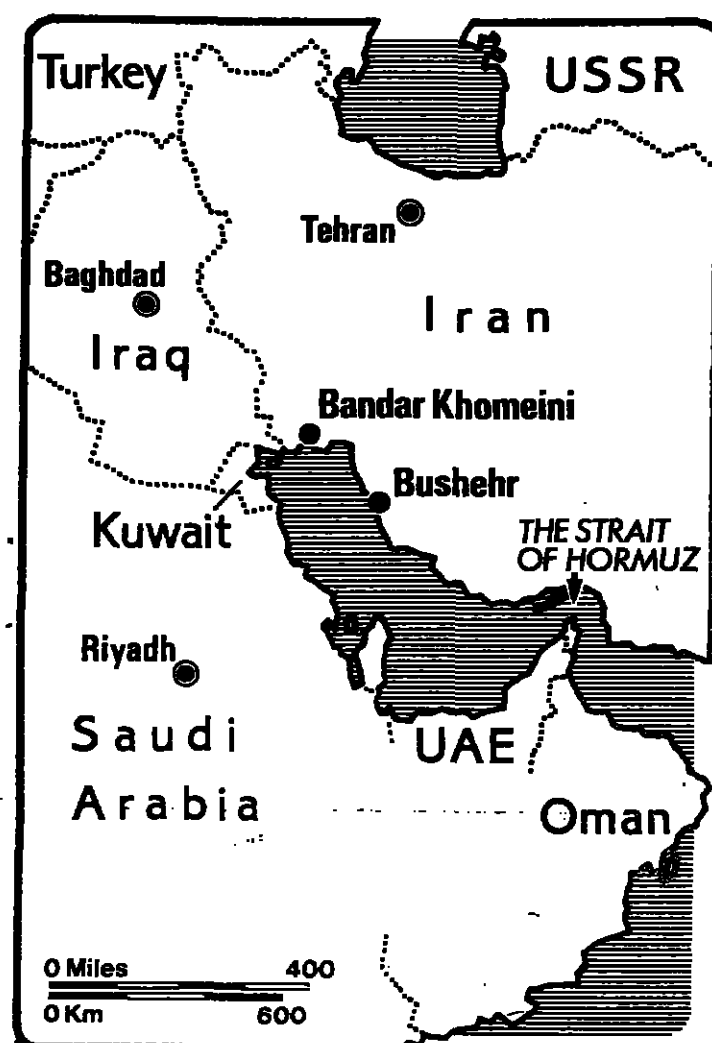 Turkey
USSR
Tehran
Baghdad
Iran
Iraq
Bandar Khomeini
Bushehr
Kuwait
THE STRAIT
OF HORMUZ
Riyadh
Saudi
Arabia
UAE
Oman
0 Miles 400
0 Km 600